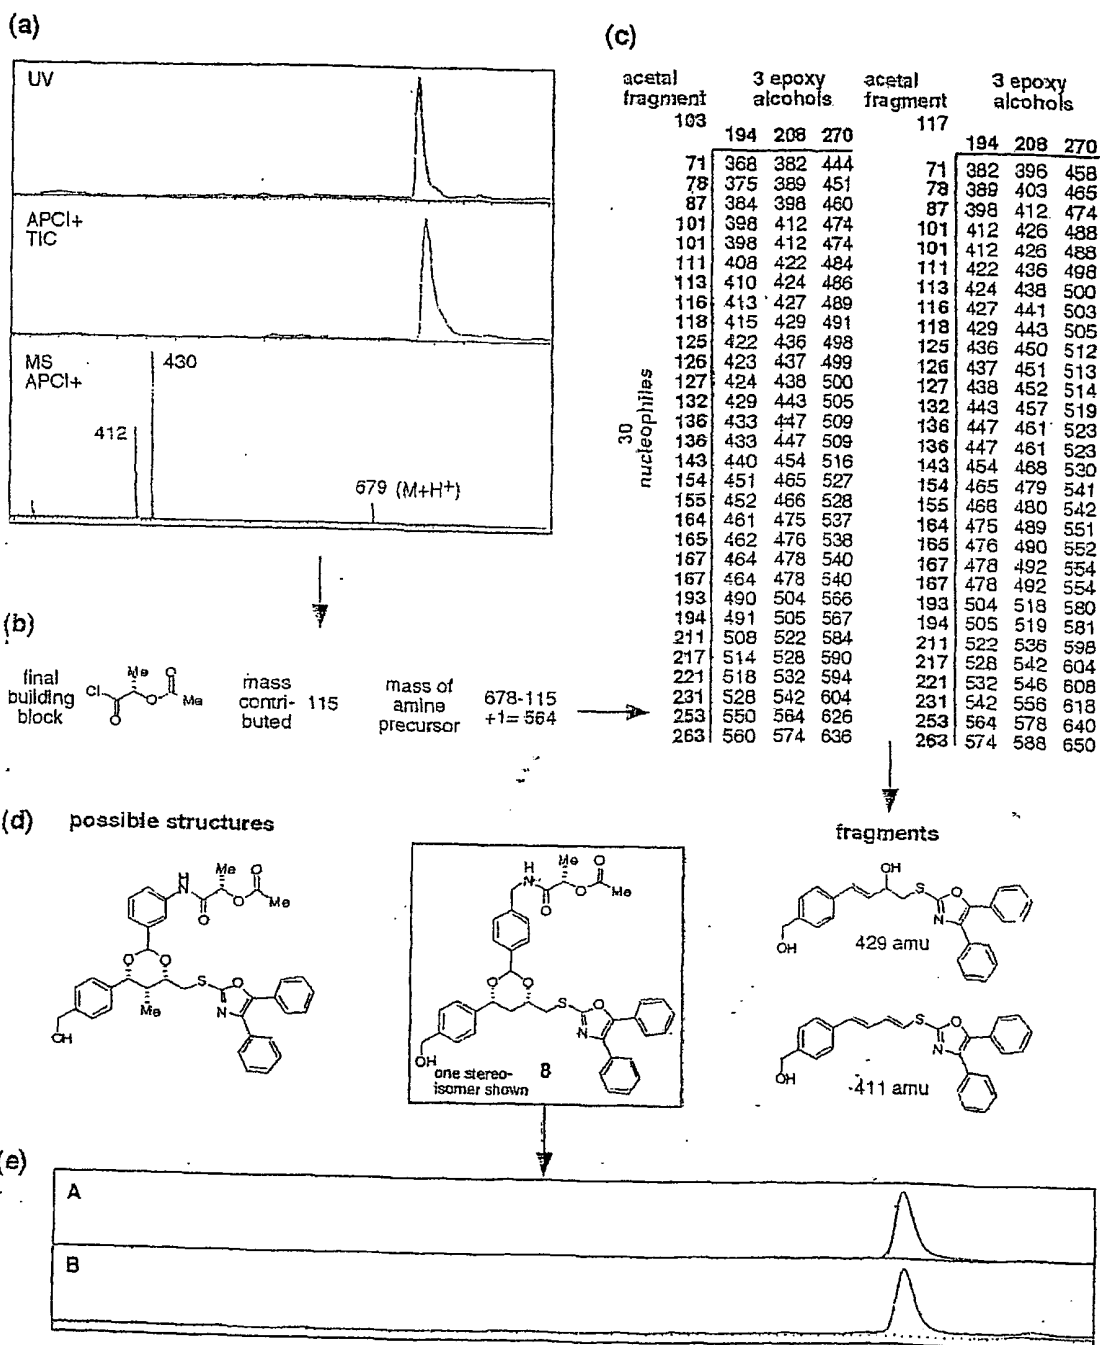 (a)
UV
APCI+
TIC
MS
APCI+
430
412
679 (M+H⁺)
(b)
final
building
block
Cl
O
Me
O
O
Me
mass
contri-
buted
115
mass of
amine
precursor
678-115
+1= 564
(c)
acetal
fragment
103
3 epoxy
alcohols
194 208 270
30
nucleophiles
71 368 382 444
78 375 389 451
87 384 398 460
101 398 412 474
101 398 412 474
111 408 422 484
113 410 424 486
116 413 427 489
118 415 429 491
125 422 436 498
126 423 437 499
127 424 438 500
132 429 443 505
136 433 447 509
136 433 447 509
143 440 454 516
154 451 465 527
155 452 466 528
164 461 475 537
165 462 476 538
167 464 478 540
167 464 478 540
193 490 504 566
194 491 505 567
211 508 522 584
217 514 528 590
221 518 532 594
231 528 542 604
253 550 564 626
263 560 574 636
acetal
fragment
117
3 epoxy
alcohols
194 208 270
71 382 396 458
78 389 403 465
87 398 412 474
101 412 426 488
101 412 426 488
111 422 436 498
113 424 438 500
116 427 441 503
118 429 443 505
125 436 450 512
126 437 451 513
127 438 452 514
132 443 457 519
136 447 461 523
136 447 461 523
143 454 468 530
154 465 479 541
155 466 480 542
164 475 489 551
165 476 490 552
167 478 492 554
167 478 492 554
193 504 518 580
194 505 519 581
211 522 536 598
217 528 542 604
221 532 546 608
231 542 556 618
253 564 578 640
263 574 588 650
(d)
possible structures
H
N
Me
O
O
O
Me
O
O
S
O
N
Me
OH
H
N
Me
O
O
O
Me
O
O
S
O
N
OH
one stereo-
isomer shown
8
fragments
OH
S
O
N
OH
429 amu
S
O
N
OH
411 amu
(e)
A
B